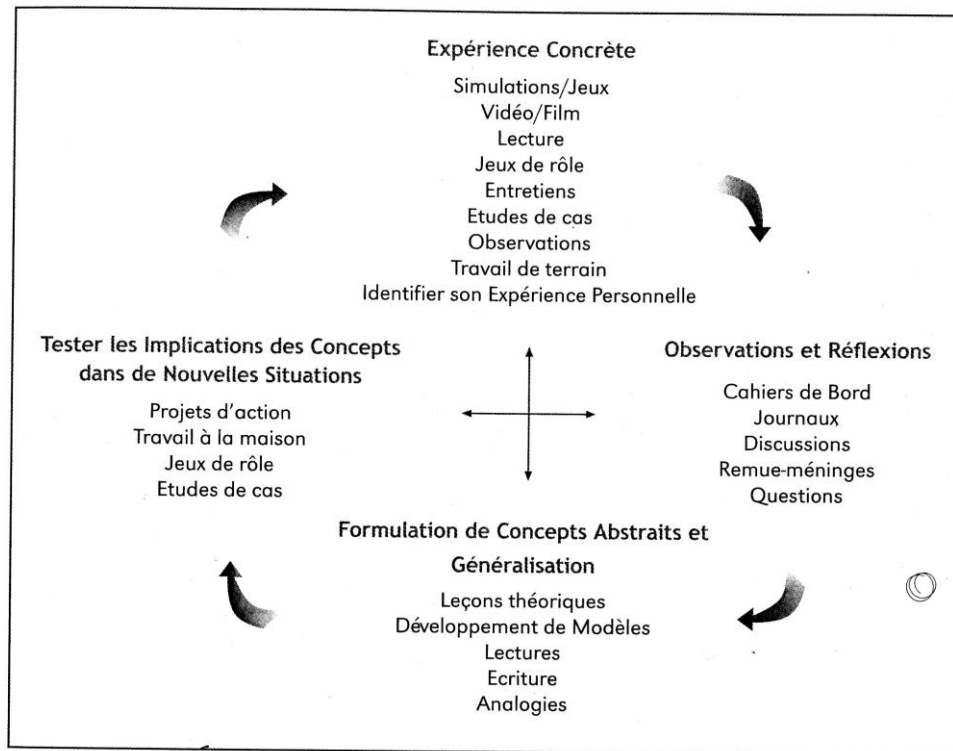 Expérience Concrète
Simulations/Jeux
Vidéo/Film
Lecture
Jeux de rôle
Entretiens
Etudes de cas
Observations
Travail de terrain
Identifier son Expérience Personnelle
Tester les Implications des Concepts
dans de Nouvelles Situations
Projets d'action
Travail à la maison
Jeux de rôle
Etudes de cas
Observations et Réflexions
Cahiers de Bord
Journaux
Discussions
Remue-méninges
Questions
Formulation de Concepts Abstraits et
Généralisation
Leçons théoriques
Développement de Modèles
Lectures
Ecriture
Analogies